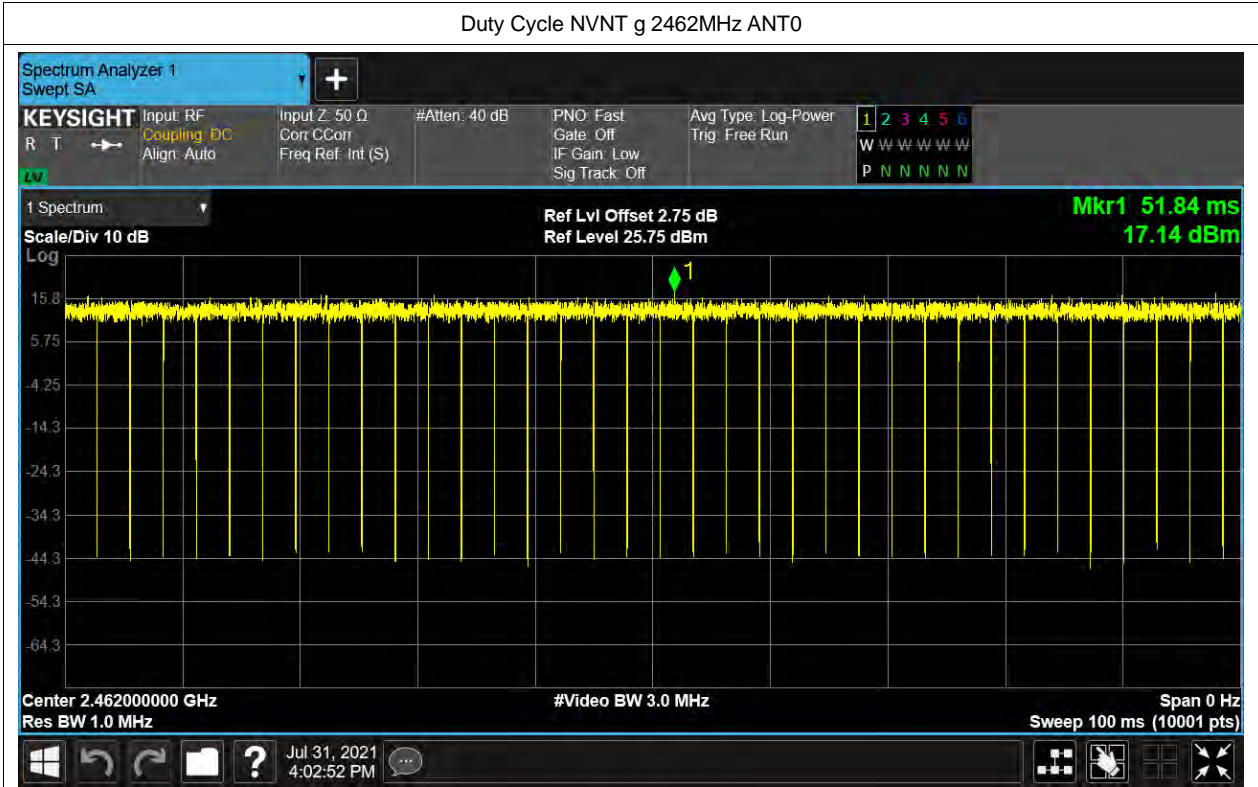 Duty Cycle NVNT g 2462MHz ANT0
Spectrum Analyzer 1
Swept SA
KEYSIGHT Input: RF Input Z: 50 Ω #Atten: 40 dB PNO: Fast Avg Type: Log-Power 1 2 3 4 5 6
R T Coupling: DC Corr CCorr Gate: Off Trig: Free Run W W W W W W
Align: Auto Freq Ref: Int (S) IF Gain: Low
Sig Track: Off P N N N N N
1 Spectrum Ref Lvl Offset 2.75 dB Mkr1 51.84 ms
Scale/Div 10 dB Ref Level 25.75 dBm 17.14 dBm
Log
1
15.8
5.75
-4.25
-14.3
-24.3
-34.3
-44.3
-54.3
-64.3
Center 2.462000000 GHz #Video BW 3.0 MHz Span 0 Hz
Res BW 1.0 MHz Sweep 100 ms (10001 pts)
Jul 31, 2021
4:02:52 PM